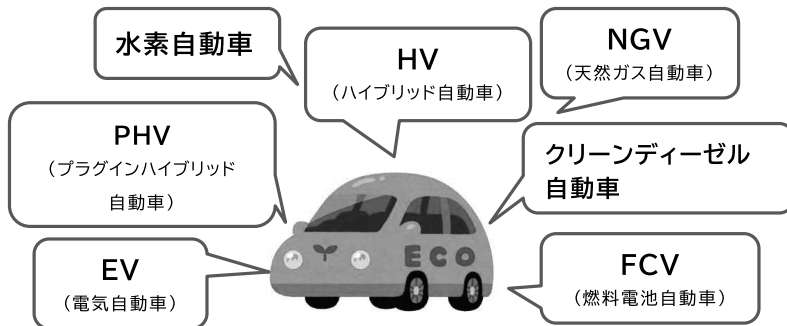 水素自動車
HV
（ハイブリッド自動車）
NGV
（天然ガス自動車）
PHV
（プラグインハイブリッド
自動車）
クリーンディーゼル
自動車
EV
（電気自動車）
ECO
FCV
（燃料電池自動車）